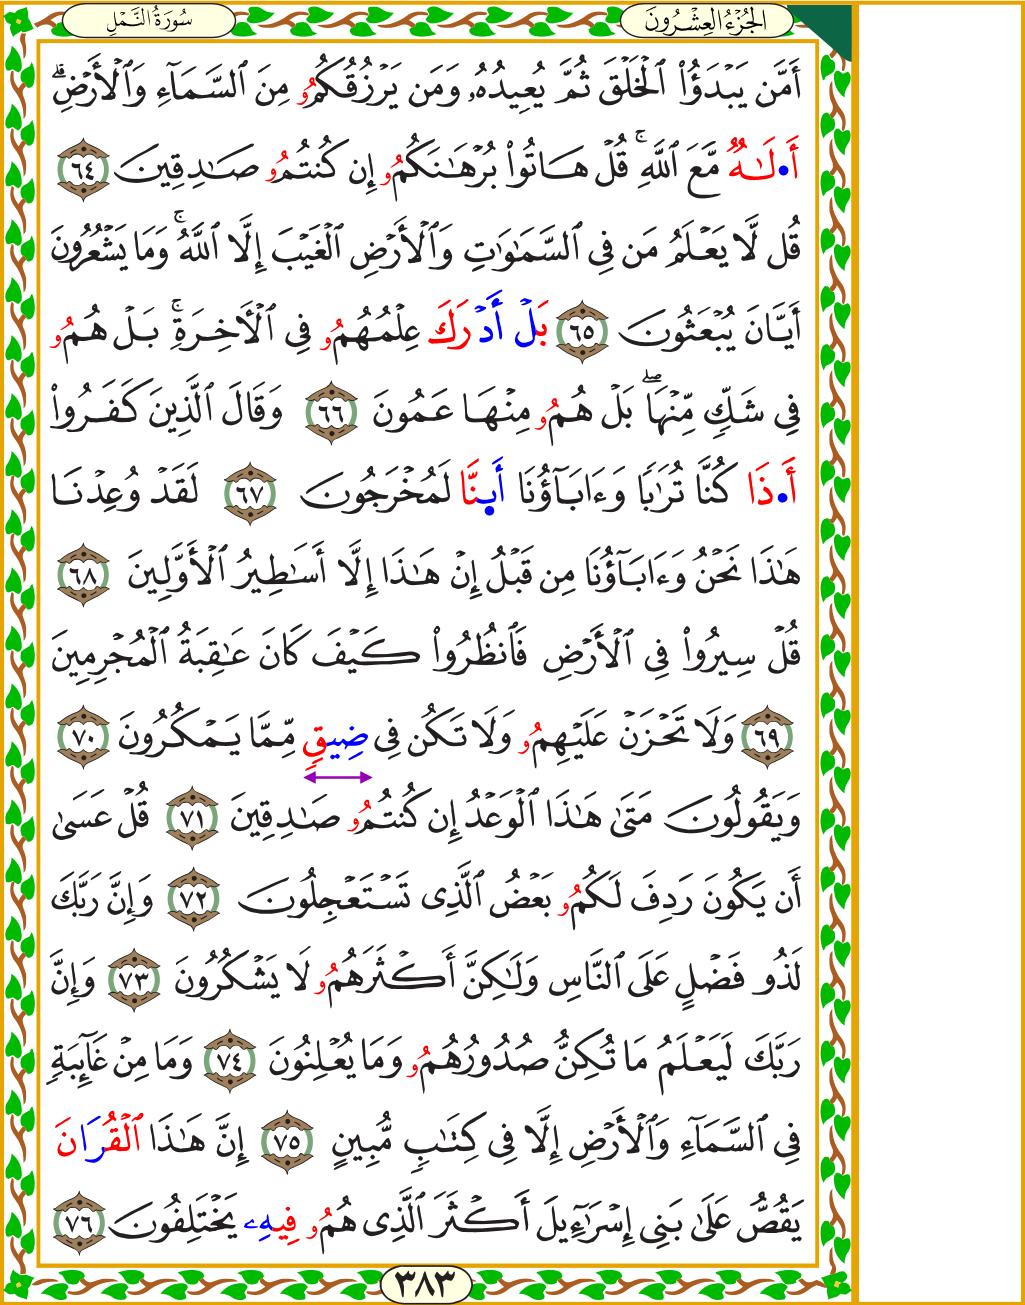 الجُزْءُ العِشْرُونَ
سُورَةُ النَّمْلِ
أَمَّن يَبْدَؤُاْ ٱلْخَلْقَ ثُمَّ يُعِيدُهُۥ وَمَن يَرْزُقُكُمُۥ مِنَ ٱلسَّمَآءِ وَٱلْأَرْضِۗ
أَ•لَٰهٌ مَّعَ ٱللَّهِۚ قُلْ هَاتُواْ بُرْهَٰنَكُمُۥ إِن كُنتُمُۥ صَٰدِقِينَ ٦٤
قُل لَّا يَعْلَمُ مَن فِى ٱلسَّمَٰوَٰتِ وَٱلْأَرْضِ ٱلْغَيْبَ إِلَّا ٱللَّهُۚ وَمَا يَشْعُرُونَ
أَيَّانَ يُبْعَثُونَ ٦٥ بَلْ أَدْرَكَ عِلْمُهُمُۥ فِى ٱلْأَخِرَةِۚ بَلْ هُمُۥ
فِى شَكٍّ مِّنْهَاۖ بَلْ هُمُۥ مِنْهَا عَمُونَ ٦٦ وَقَالَ ٱلَّذِينَ كَفَرُواْ
أَ•ذَا كُنَّا تُرَٰبًا وَءَابَآؤُنَا أَىِٕنَّا لَمُخْرَجُونَ ٦٧ لَقَدْ وُعِدْنَا
هَٰذَا نَحْنُ وَءَابَآؤُنَا مِن قَبْلُ إِنْ هَٰذَا إِلَّا أَسَٰطِيرُ ٱلْأَوَّلِينَ ٦٨
قُلْ سِيرُواْ فِى ٱلْأَرْضِ فَٱنظُرُواْ كَيْفَ كَانَ عَٰقِبَةُ ٱلْمُجْرِمِينَ
٦٩ وَلَا تَحْزَنْ عَلَيْهِمُۥ وَلَا تَكُن فِى ضِيقٍ مِّمَّا يَمْكُرُونَ ٧٠
وَيَقُولُونَ مَتَىٰ هَٰذَا ٱلْوَعْدُ إِن كُنتُمُۥ صَٰدِقِينَ ٧١ قُلْ عَسَىٰ
أَن يَكُونَ رَدِفَ لَكُمُۥ بَعْضُ ٱلَّذِى تَسْتَعْجِلُونَ ٧٢ وَإِنَّ رَبَّكَ
لَذُو فَضْلٍ عَلَى ٱلنَّاسِ وَلَٰكِنَّ أَكْثَرَهُمُۥ لَا يَشْكُرُونَ ٧٣ وَإِنَّ
رَبَّكَ لَيَعْلَمُ مَا تُكِنُّ صُدُورُهُمُۥ وَمَا يُعْلِنُونَ ٧٤ وَمَا مِنْ غَآئِبَةٍ
فِى ٱلسَّمَآءِ وَٱلْأَرْضِ إِلَّا فِى كِتَٰبٍ مُّبِينٍ ٧٥ إِنَّ هَٰذَا ٱلْقُرَانَ
يَقُصُّ عَلَىٰ بَنِى إِسْرَٰٓءِيلَ أَكْثَرَ ٱلَّذِى هُمُۥ فِيهِۦ يَخْتَلِفُونَ ٧٦
٣٨٣